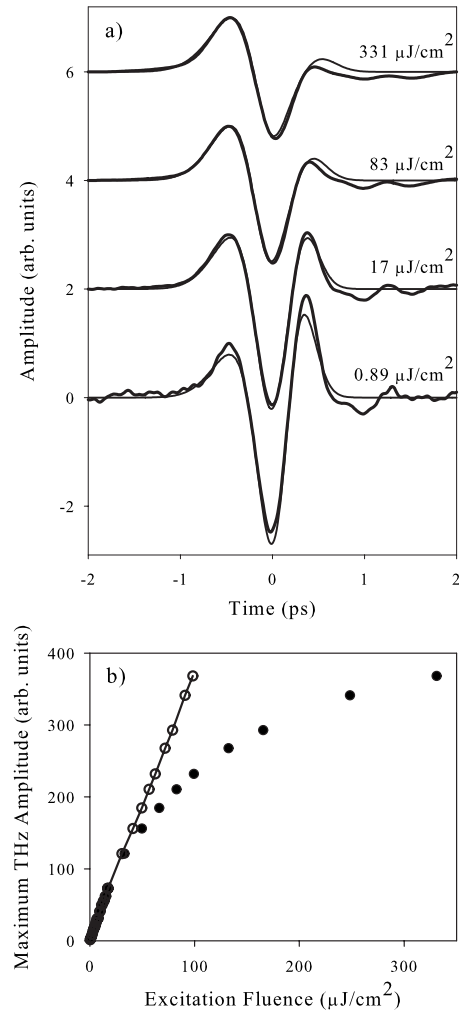 a)
331 µJ/cm2
83 µJ/cm2
17 µJ/cm2
0.89 µJ/cm2
6
4
2
0
-2
Amplitude (arb. units)
-2 -1 0 1 2
Time (ps)
b)
400
300
200
100
0
Maximum THz Amplitude (arb. units)
0 100 200 300
Excitation Fluence (µJ/cm2)